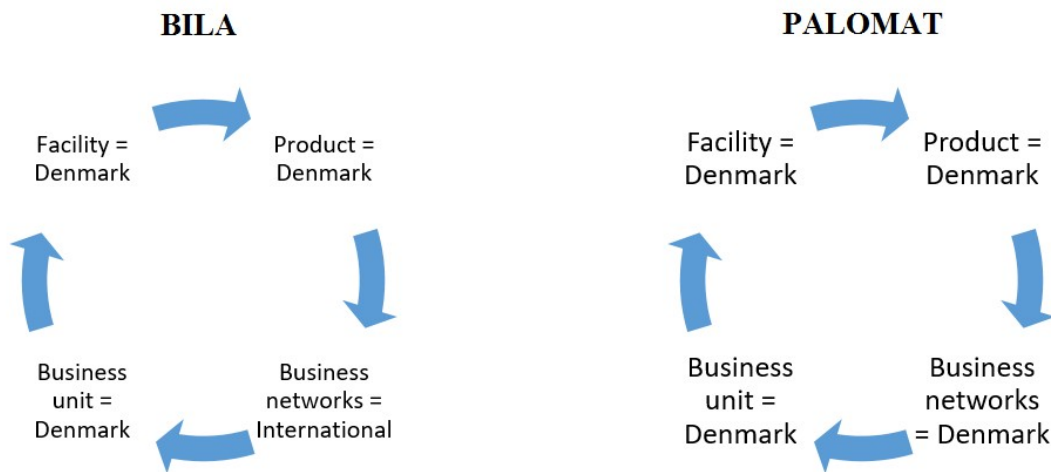 BILA
Facility =
Denmark
Product =
Denmark
Business
networks =
International
Business
unit =
Denmark
PALOMAT
Facility =
Denmark
Product =
Denmark
Business
networks
= Denmark
Business
unit =
Denmark